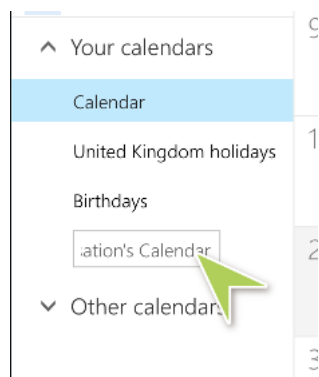 Your calendars
Calendar
United Kingdom holidays
Birthdays
ation's Calendar
Other calendars